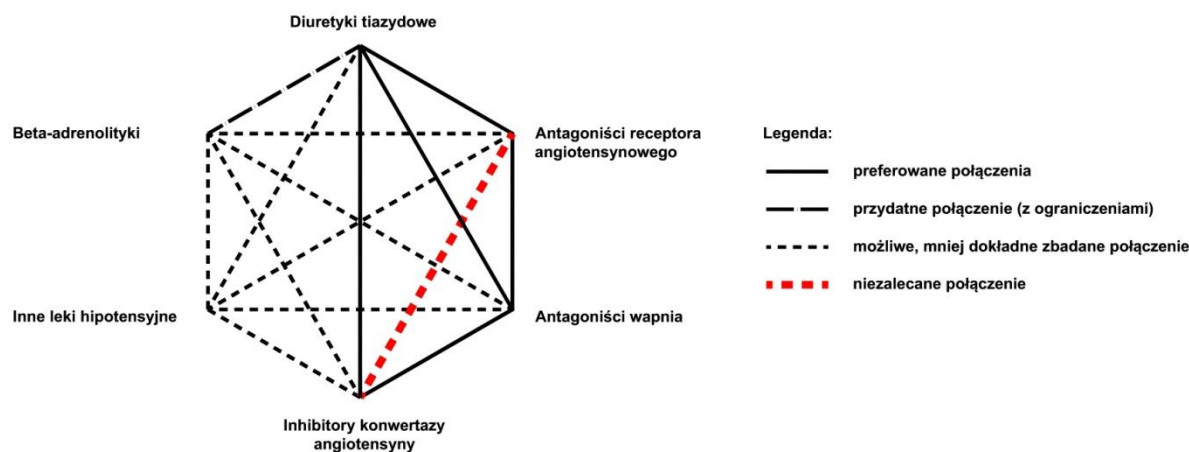 Diuretyki tiazydowe
Beta-adrenolityki
Antagoniści receptora
angiotensynowego
Inne leki hipotensyjne
Antagoniści wapnia
Inhibitory konwertazy
angiotensyny
Legenda:
preferowane połączenia
przydatne połączenie (z ograniczeniami)
możliwe, mniej dokładne zbadane połączenie
niezalecane połączenie